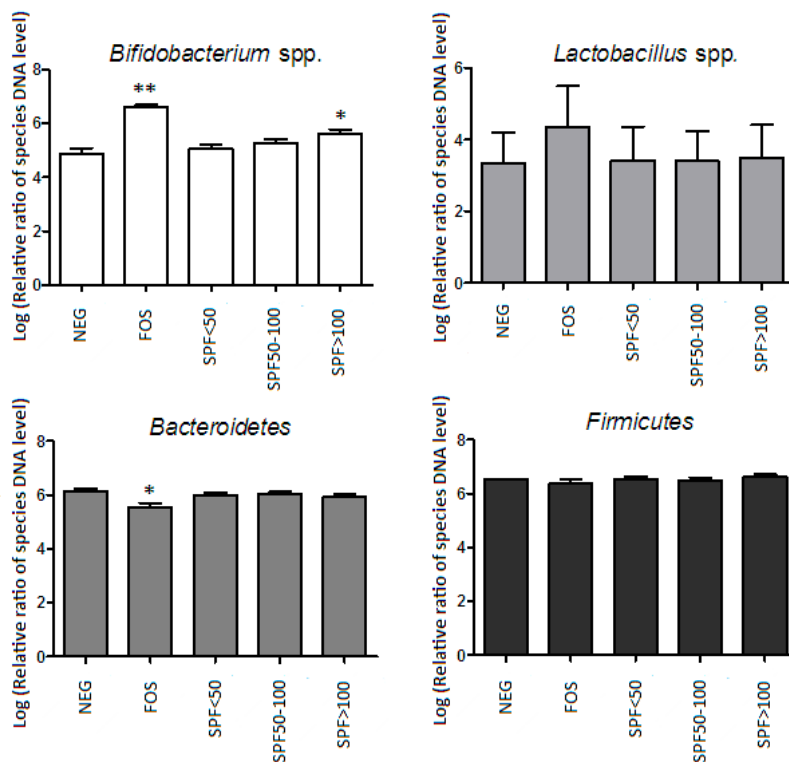 Bifidobacterium spp.
Log (Relative ratio of species DNA level)
8
6
4
2
0
**
*
NEG
FOS
SPF<50
SPF50-100
SPF>100
Lactobacillus spp.
Log (Relative ratio of species DNA level)
6
4
2
0
NEG
FOS
SPF<50
SPF50-100
SPF>100
Bacteroidetes
Log (Relative ratio of species DNA level)
8
6
4
2
0
*
NEG
FOS
SPF<50
SPF50-100
SPF>100
Firmicutes
Log (Relative ratio of species DNA level)
8
6
4
2
0
NEG
FOS
SPF<50
SPF50-100
SPF>100